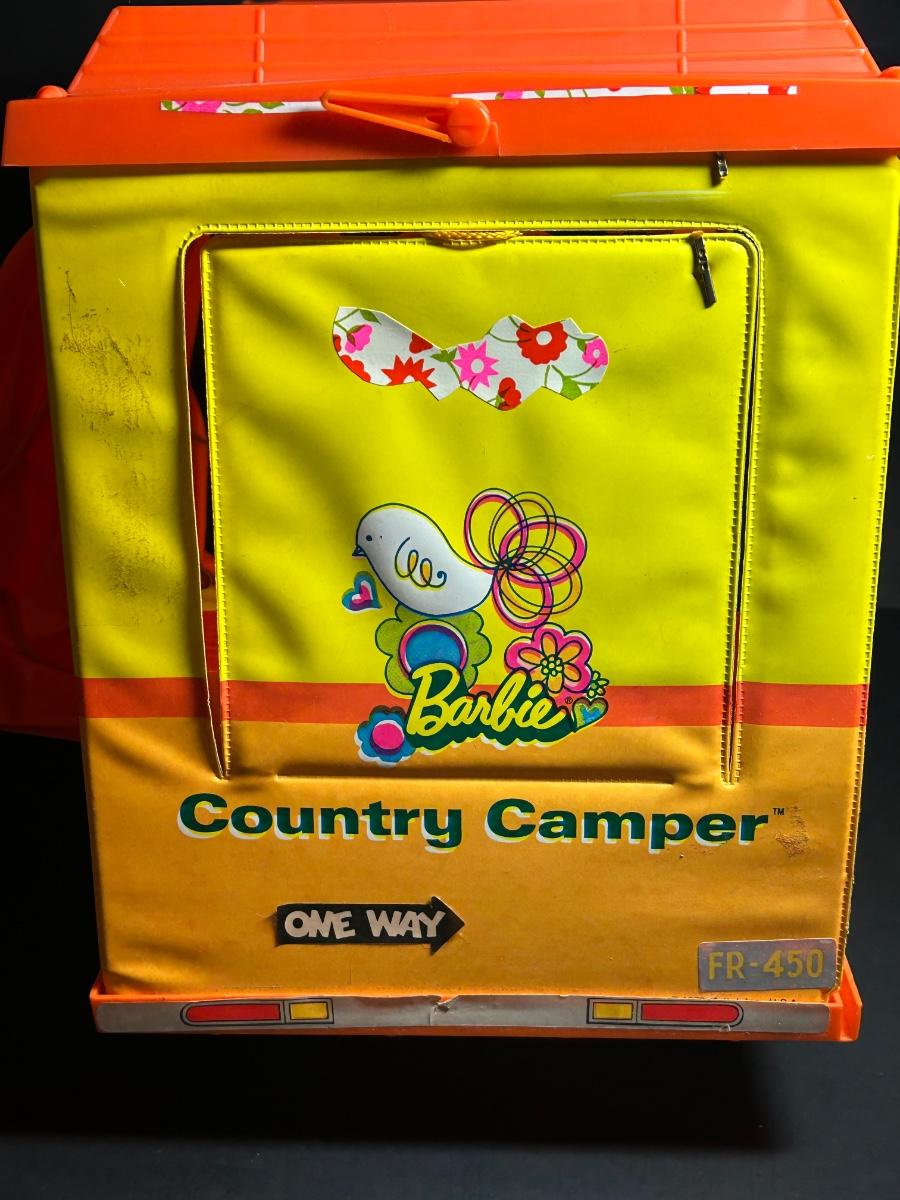 Barbie®
Country Camper™
ONE WAY
FR-450